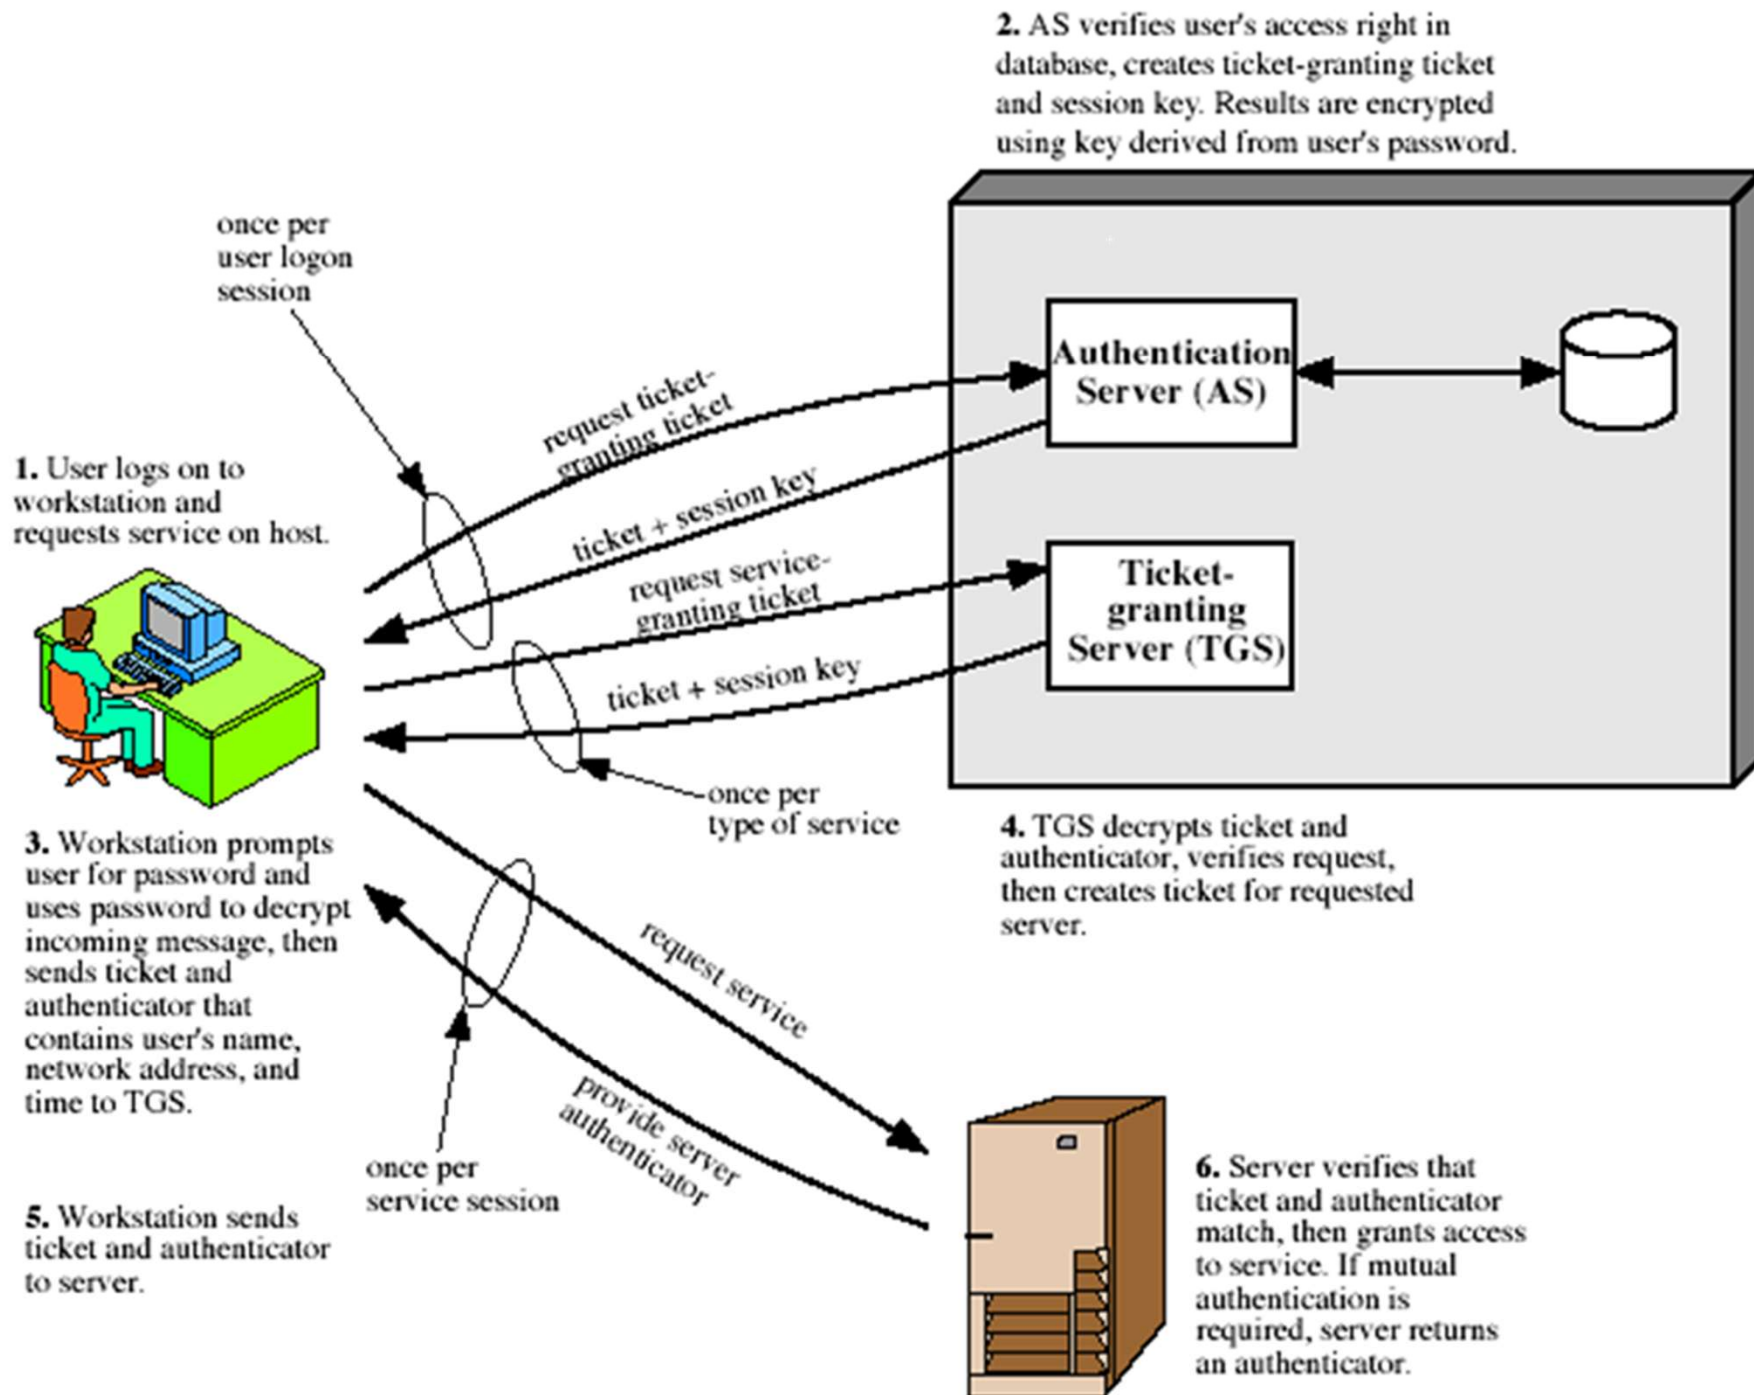 2. AS verifies user's access right in
database, creates ticket-granting ticket
and session key. Results are encrypted
using key derived from user's password.
once per
user logon
session
Authentication
Server (AS)
request ticket-
granting ticket
1. User logs on to
workstation and
requests service on host.
ticket + session key
request service-
granting ticket
Ticket-
granting
Server (TGS)
ticket + session key
once per
type of service
3. Workstation prompts
user for password and
uses password to decrypt
incoming message, then
sends ticket and
authenticator that
contains user's name,
network address, and
time to TGS.
4. TGS decrypts ticket and
authenticator, verifies request,
then creates ticket for requested
server.
request service
provide server
authenticator
once per
service session
5. Workstation sends
ticket and authenticator
to server.
6. Server verifies that
ticket and authenticator
match, then grants access
to service. If mutual
authentication is
required, server returns
an authenticator.